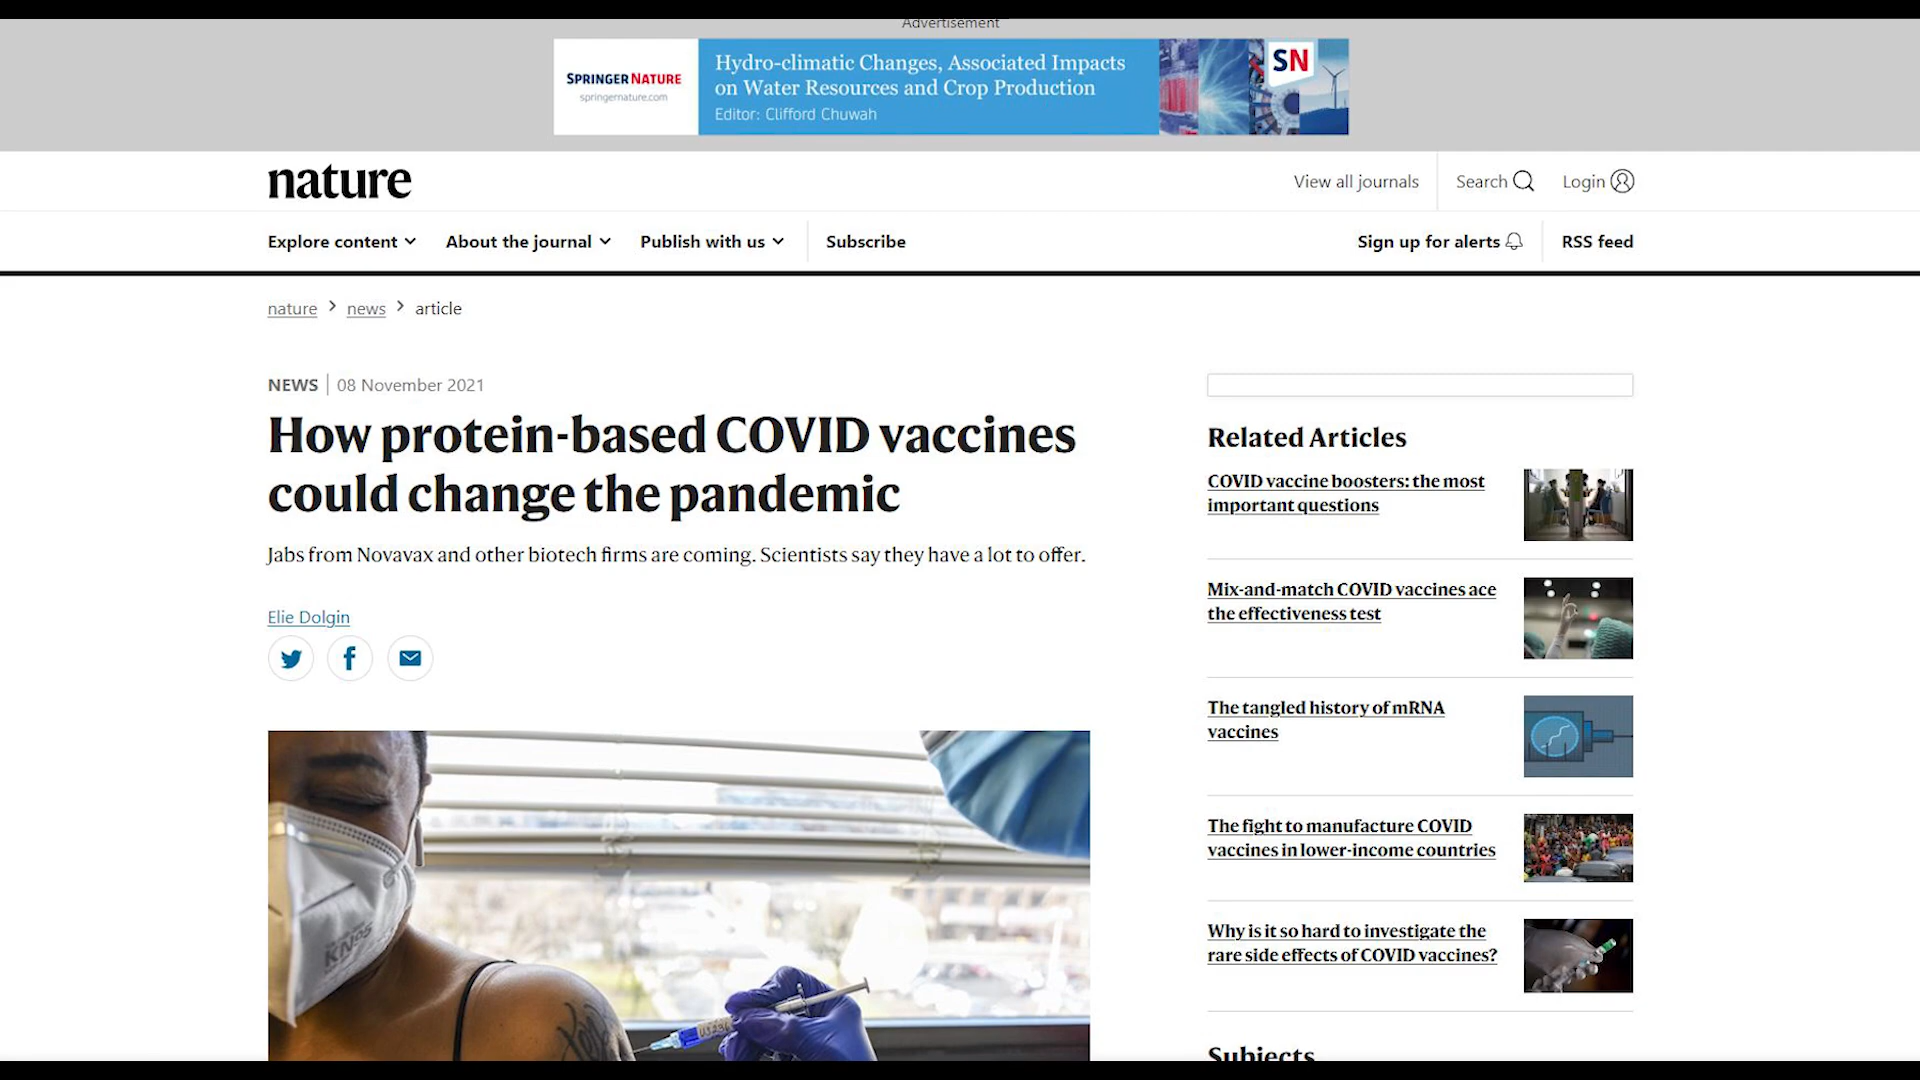 Advertisement
SPRINGER NATURE
springernature.com
Hydro-climatic Changes, Associated Impacts
on Water Resources and Crop Production
Editor: Clifford Chuwah
SN
nature
View all journals
Search
Login
Explore content
About the journal
Publish with us
Subscribe
Sign up for alerts
RSS feed
nature > news > article
NEWS | 08 November 2021
How protein-based COVID vaccines
could change the pandemic
Jabs from Novavax and other biotech firms are coming. Scientists say they have a lot to offer.
Elie Dolgin
KN95
Related Articles
COVID vaccine boosters: the most
important questions
Mix-and-match COVID vaccines ace
the effectiveness test
The tangled history of mRNA
vaccines
The fight to manufacture COVID
vaccines in lower-income countries
Why is it so hard to investigate the
rare side effects of COVID vaccines?
Subjects